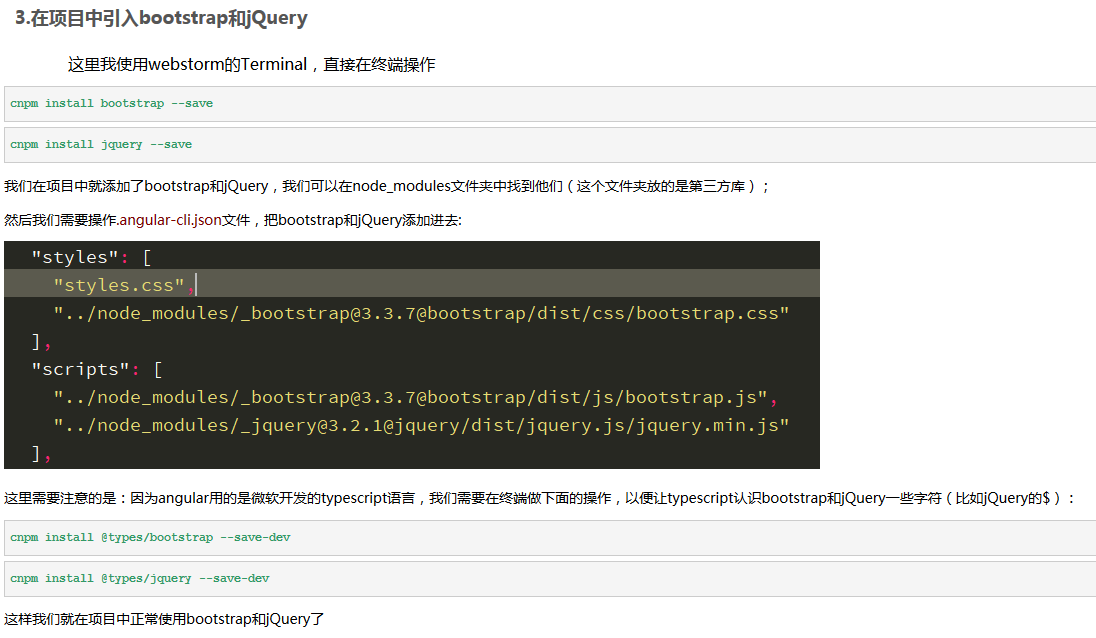 3.在项目中引入bootstrap和jQuery
这里我使用webstorm的Terminal，直接在终端操作
cnpm install bootstrap --save
cnpm install jquery --save
我们在项目中就添加了bootstrap和jQuery，我们可以在node_modules文件夹中找到他们（这个文件夹放的是第三方库）；
然后我们需要操作.angular-cli.json文件，把bootstrap和jQuery添加进去:
"styles": [
"styles.css",
"../node_modules/_bootstrap@3.3.7@bootstrap/dist/css/bootstrap.css"
],
"scripts": [
"../node_modules/_bootstrap@3.3.7@bootstrap/dist/js/bootstrap.js",
"../node_modules/_jquery@3.2.1@jquery/dist/jquery.js/jquery.min.js"
],
这里需要注意的是：因为angular用的是微软开发的typescript语言，我们需要在终端做下面的操作，以便让typescript认识bootstrap和jQuery一些字符（比如jQuery的$）：
cnpm install @types/bootstrap --save-dev
cnpm install @types/jquery --save-dev
这样我们就在项目中正常使用bootstrap和jQuery了